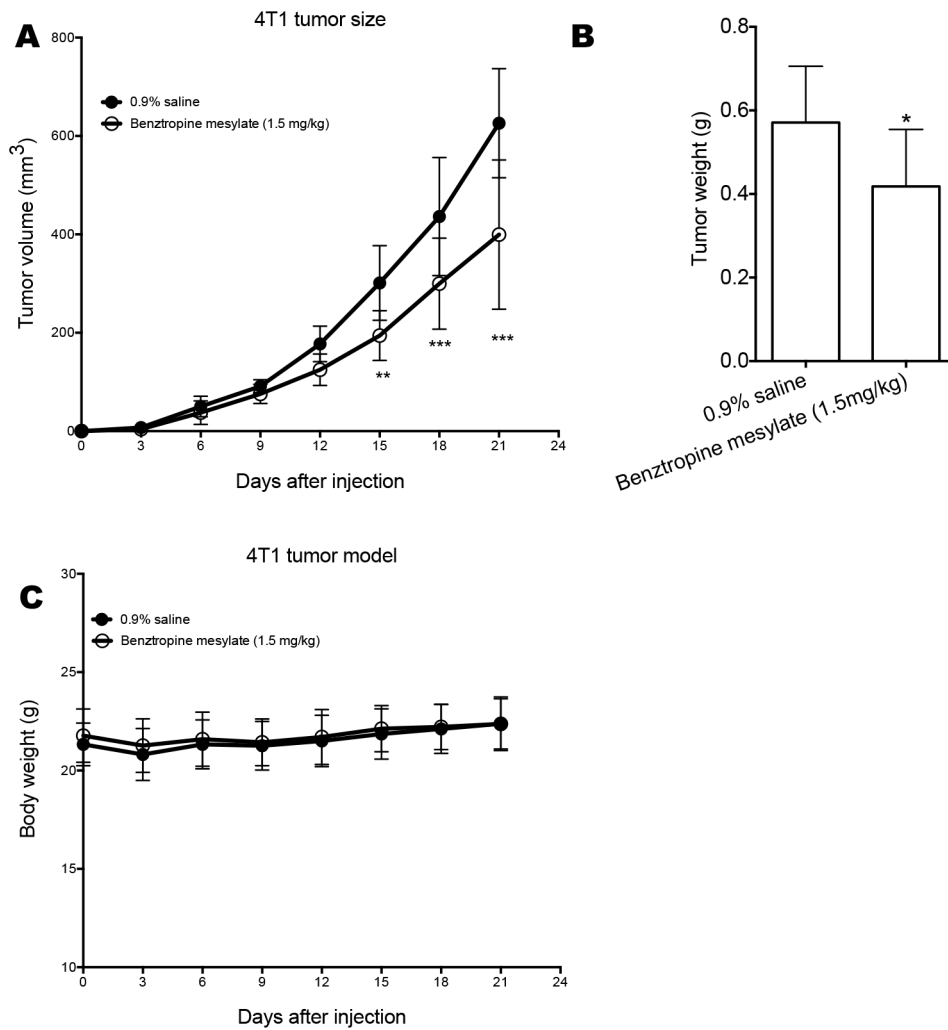 A
4T1 tumor size
800
600
400
200
0
Tumor volume (mm3)
0.9% saline
Benztropine mesylate (1.5 mg/kg)
**
***
***
0 3 6 9 12 15 18 21 24
Days after injection
B
0.8
0.6
0.4
0.2
0.0
Tumor weight (g)
*
0.9% saline
Benztropine mesylate (1.5mg/kg)
C
4T1 tumor model
30
25
20
15
10
Body weight (g)
0.9% saline
Benztropine mesylate (1.5 mg/kg)
0 3 6 9 12 15 18 21 24
Days after injection